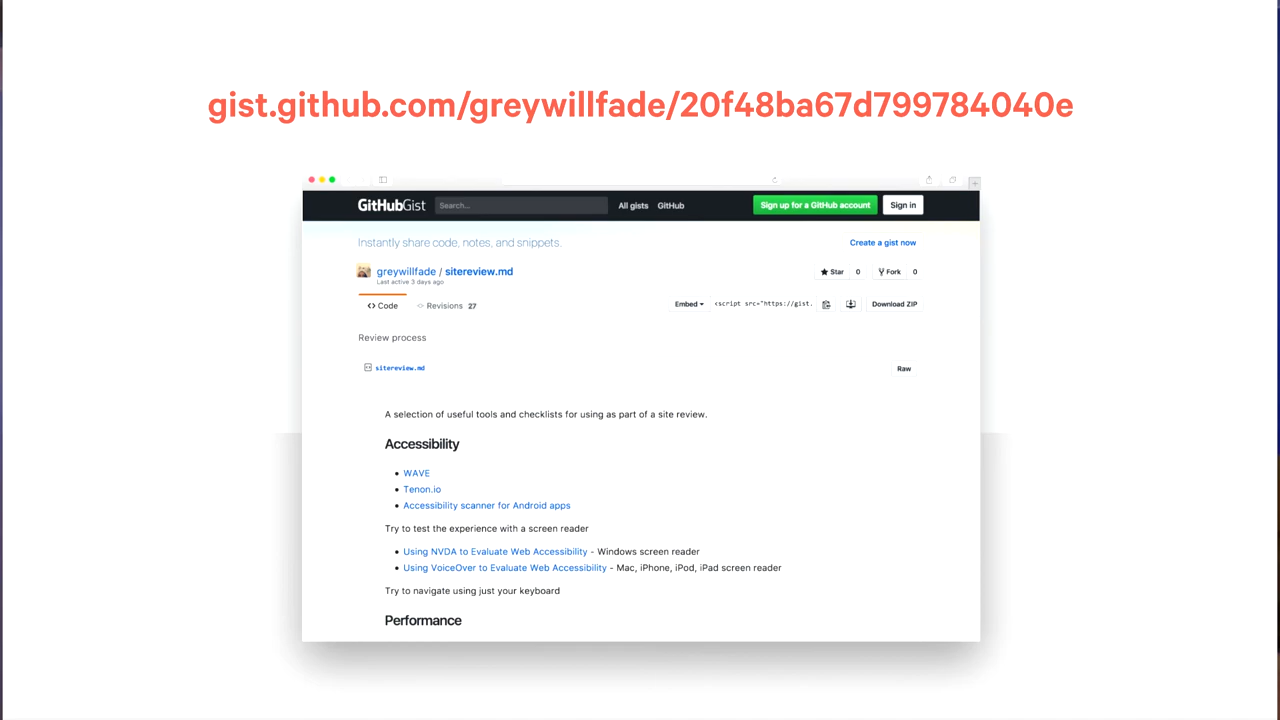 gist.github.com/greywillfade/20f48ba67d799784040e
GitHubGist Search... All gists GitHub Sign up for a GitHub account Sign in
Instantly share code, notes, and snippets. Create a gist now
greywillfade / sitereview.md Star 0 Fork 0
Last active 3 days ago
Code Revisions 27 Embed <script src="https://gist. Download ZIP
Review process
sitereview.md Raw
A selection of useful tools and checklists for using as part of a site review.
Accessibility
• WAVE
• Tenon.io
• Accessibility scanner for Android apps
Try to test the experience with a screen reader
• Using NVDA to Evaluate Web Accessibility - Windows screen reader
• Using VoiceOver to Evaluate Web Accessibility - Mac, iPhone, iPod, iPad screen reader
Try to navigate using just your keyboard
Performance